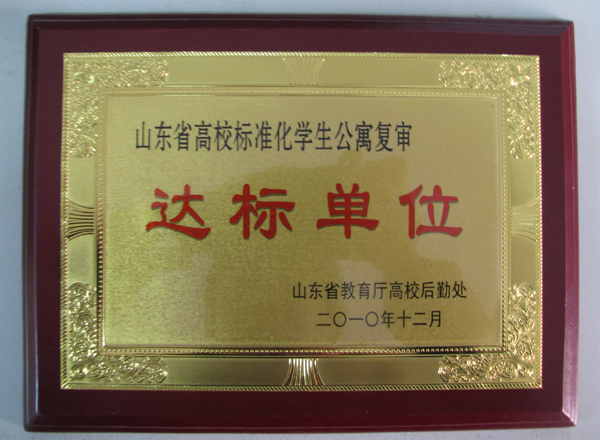 山东省高校标准化学生公寓复审
达标单位
山东省教育厅高校后勤处
二〇一〇年十二月